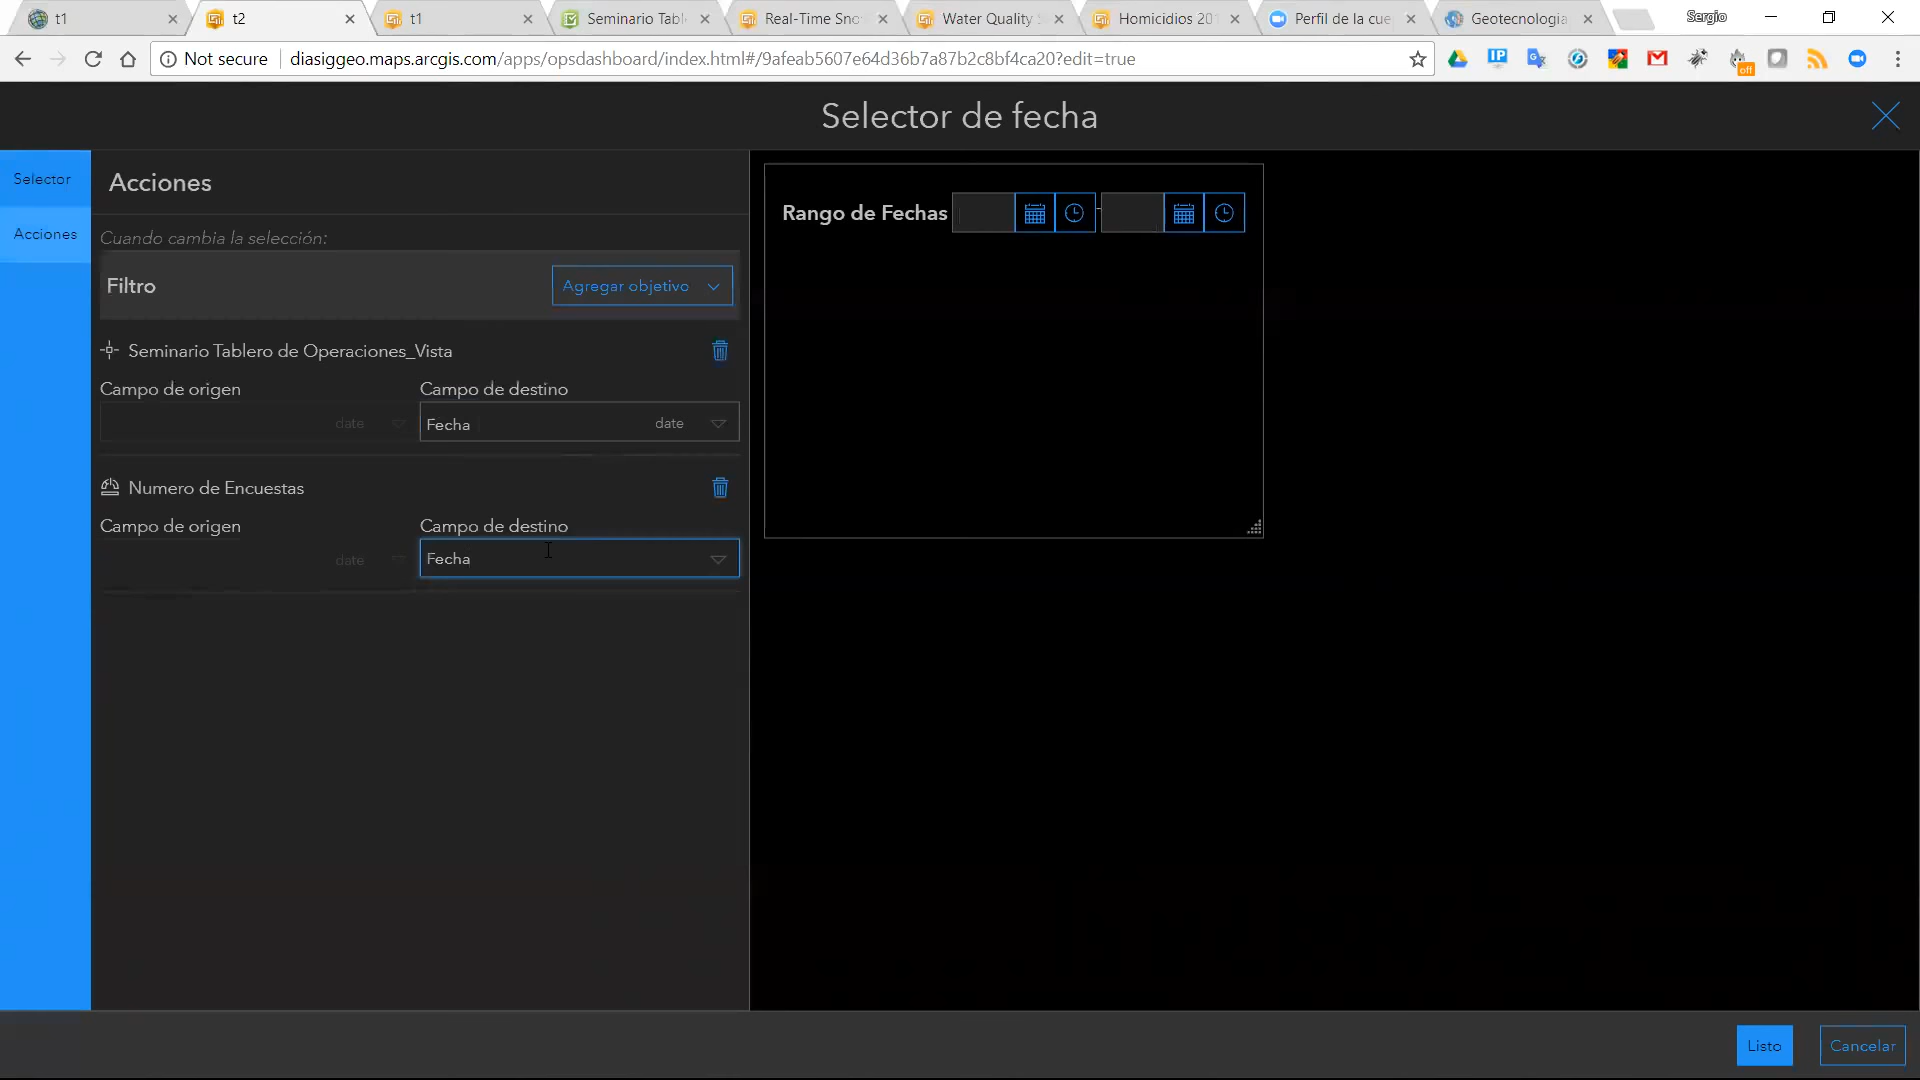 t1
t2
t1
Seminario Tabl
Real-Time Sno
Water Quality
Homicidios 201
Perfil de la cue
Geotecnologia
Sergio
Not secure
diasiggeo.maps.arcgis.com/apps/opsdashboard/index.html#/9afeab5607e64d36b7a87b2c8bf4ca20?edit=true
IP
off
Selector de fecha
Selector
Acciones
Acciones
Cuando cambia la selección:
Filtro
Agregar objetivo
Seminario Tablero de Operaciones_Vista
Campo de origen
Campo de destino
date
Fecha
date
Numero de Encuestas
Campo de origen
Campo de destino
date
Fecha
Rango de Fechas
-
Listo
Cancelar